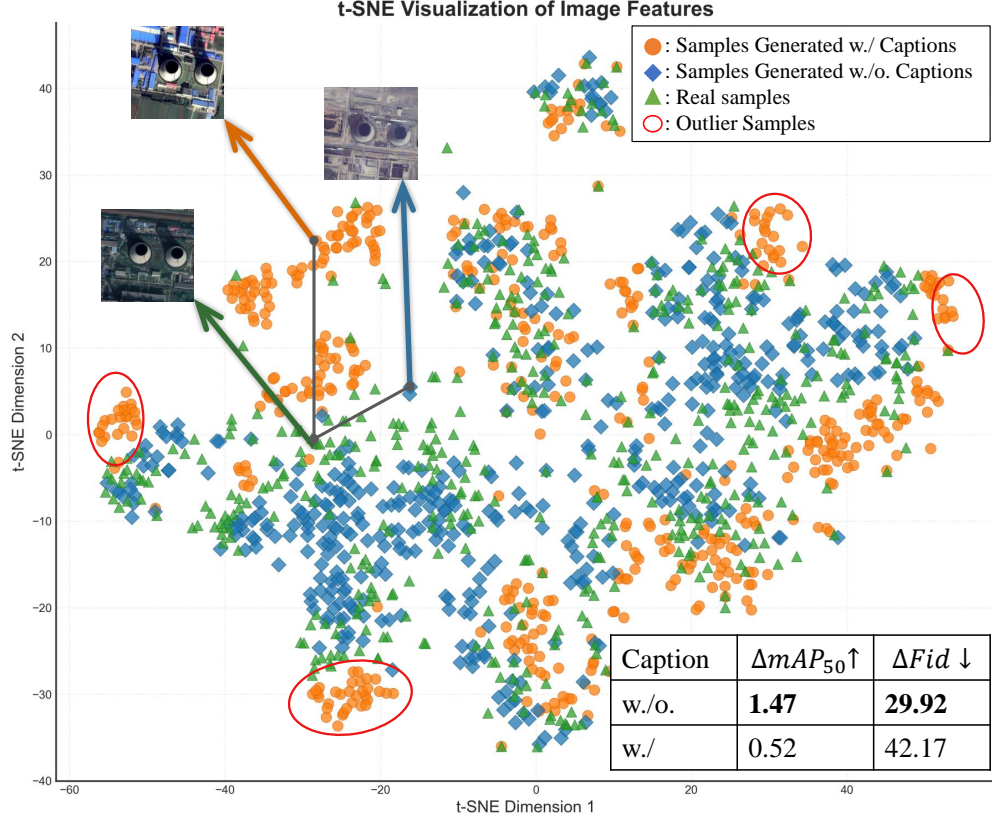 t-SNE Visualization of Image Features
: Samples Generated w./ Captions
: Samples Generated w./o. Captions
: Real samples
: Outlier Samples
t-SNE Dimension 2
40
30
20
10
0
−10
−20
−30
−40
−60
−40
−20
0
20
40
t-SNE Dimension 1
Caption ΔmAP₅₀↑ ΔFid ↓
w./o. 1.47 29.92
w./ 0.52 42.17